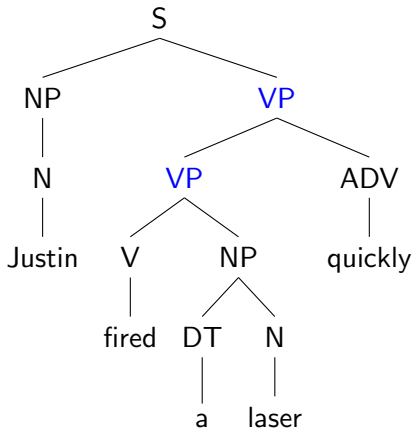 S
NP VP
N VP ADV
Justin V NP quickly
fired DT N
a laser